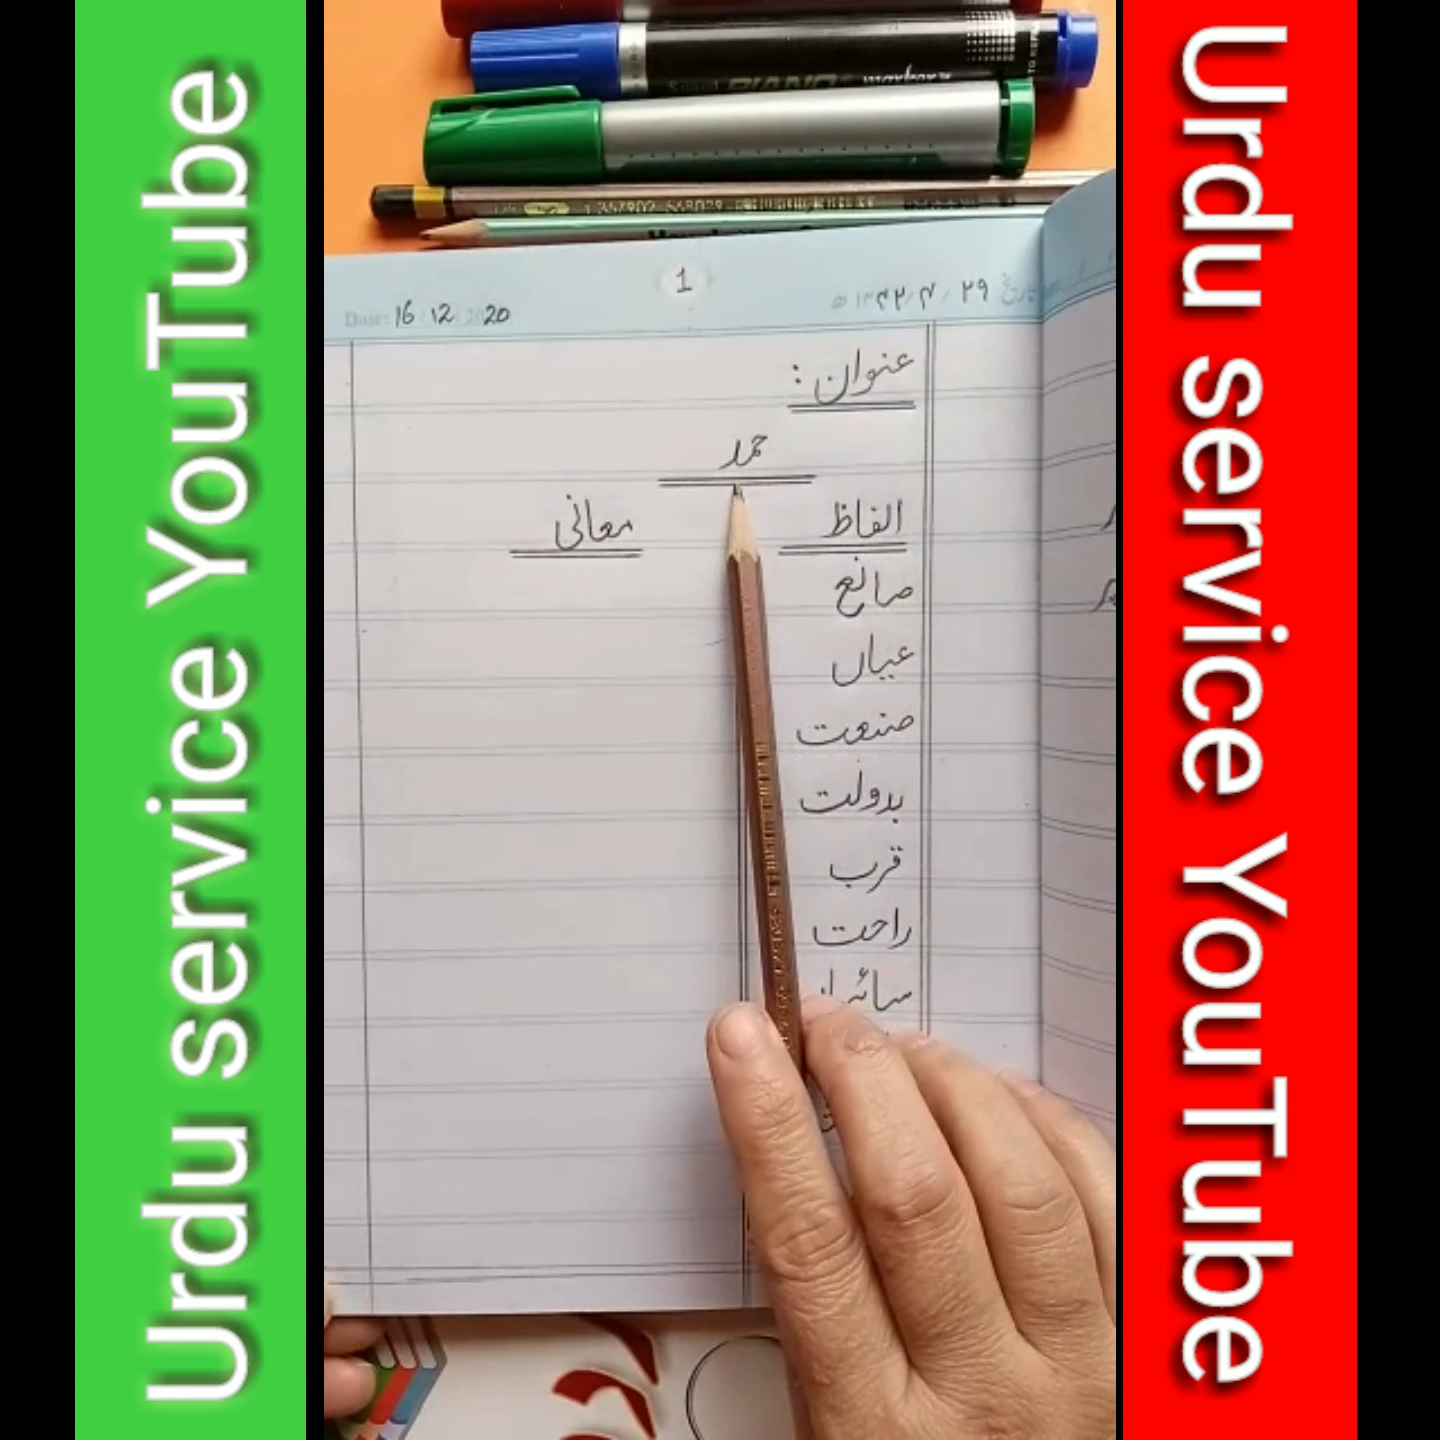 Urdu service YouTube
Urdu service YouTube
PIANO
1
Date: 16/12/2020
۲۹/۴/۱۴۴۲ھ
عنوان:
حمد
الفاظ معانی
صانع
عیاں
صنعت
بدولت
قرب
راحت